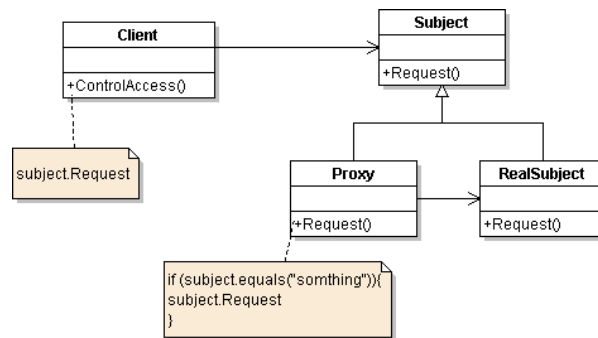 Client
+ControlAccess()
Subject
+Request()
subject.Request
Proxy
+Request()
RealSubject
+Request()
if (subject.equals("somthing")){
subject.Request
}